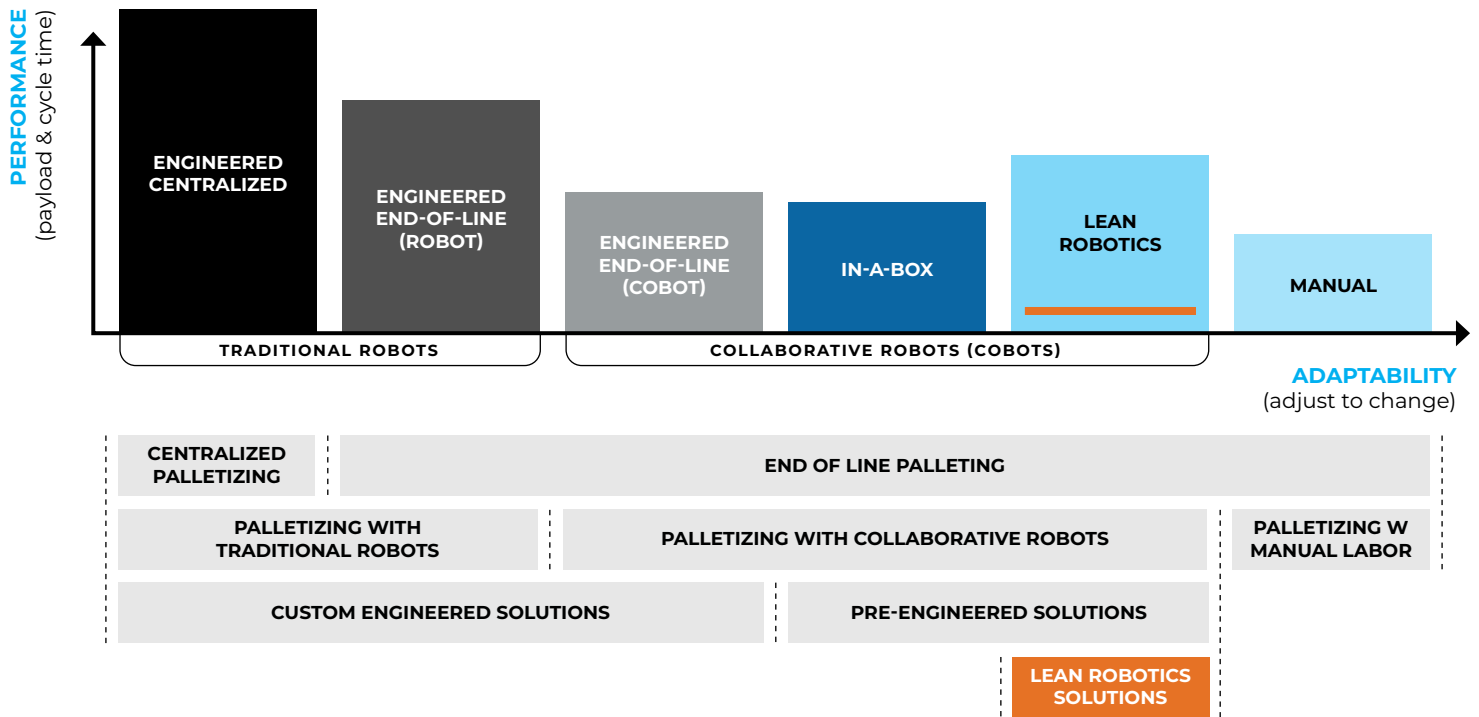 PERFORMANCE
(payload & cycle time)
ENGINEERED
CENTRALIZED
ENGINEERED
END-OF-LINE
(ROBOT)
ENGINEERED
END-OF-LINE
(COBOT)
IN-A-BOX
LEAN
ROBOTICS
MANUAL
TRADITIONAL ROBOTS
COLLABORATIVE ROBOTS (COBOTS)
ADAPTABILITY
(adjust to change)
CENTRALIZED
PALLETIZING
END OF LINE PALLETING
PALLETIZING WITH
TRADITIONAL ROBOTS
PALLETIZING WITH COLLABORATIVE ROBOTS
PALLETIZING W
MANUAL LABOR
CUSTOM ENGINEERED SOLUTIONS
PRE-ENGINEERED SOLUTIONS
LEAN ROBOTICS
SOLUTIONS